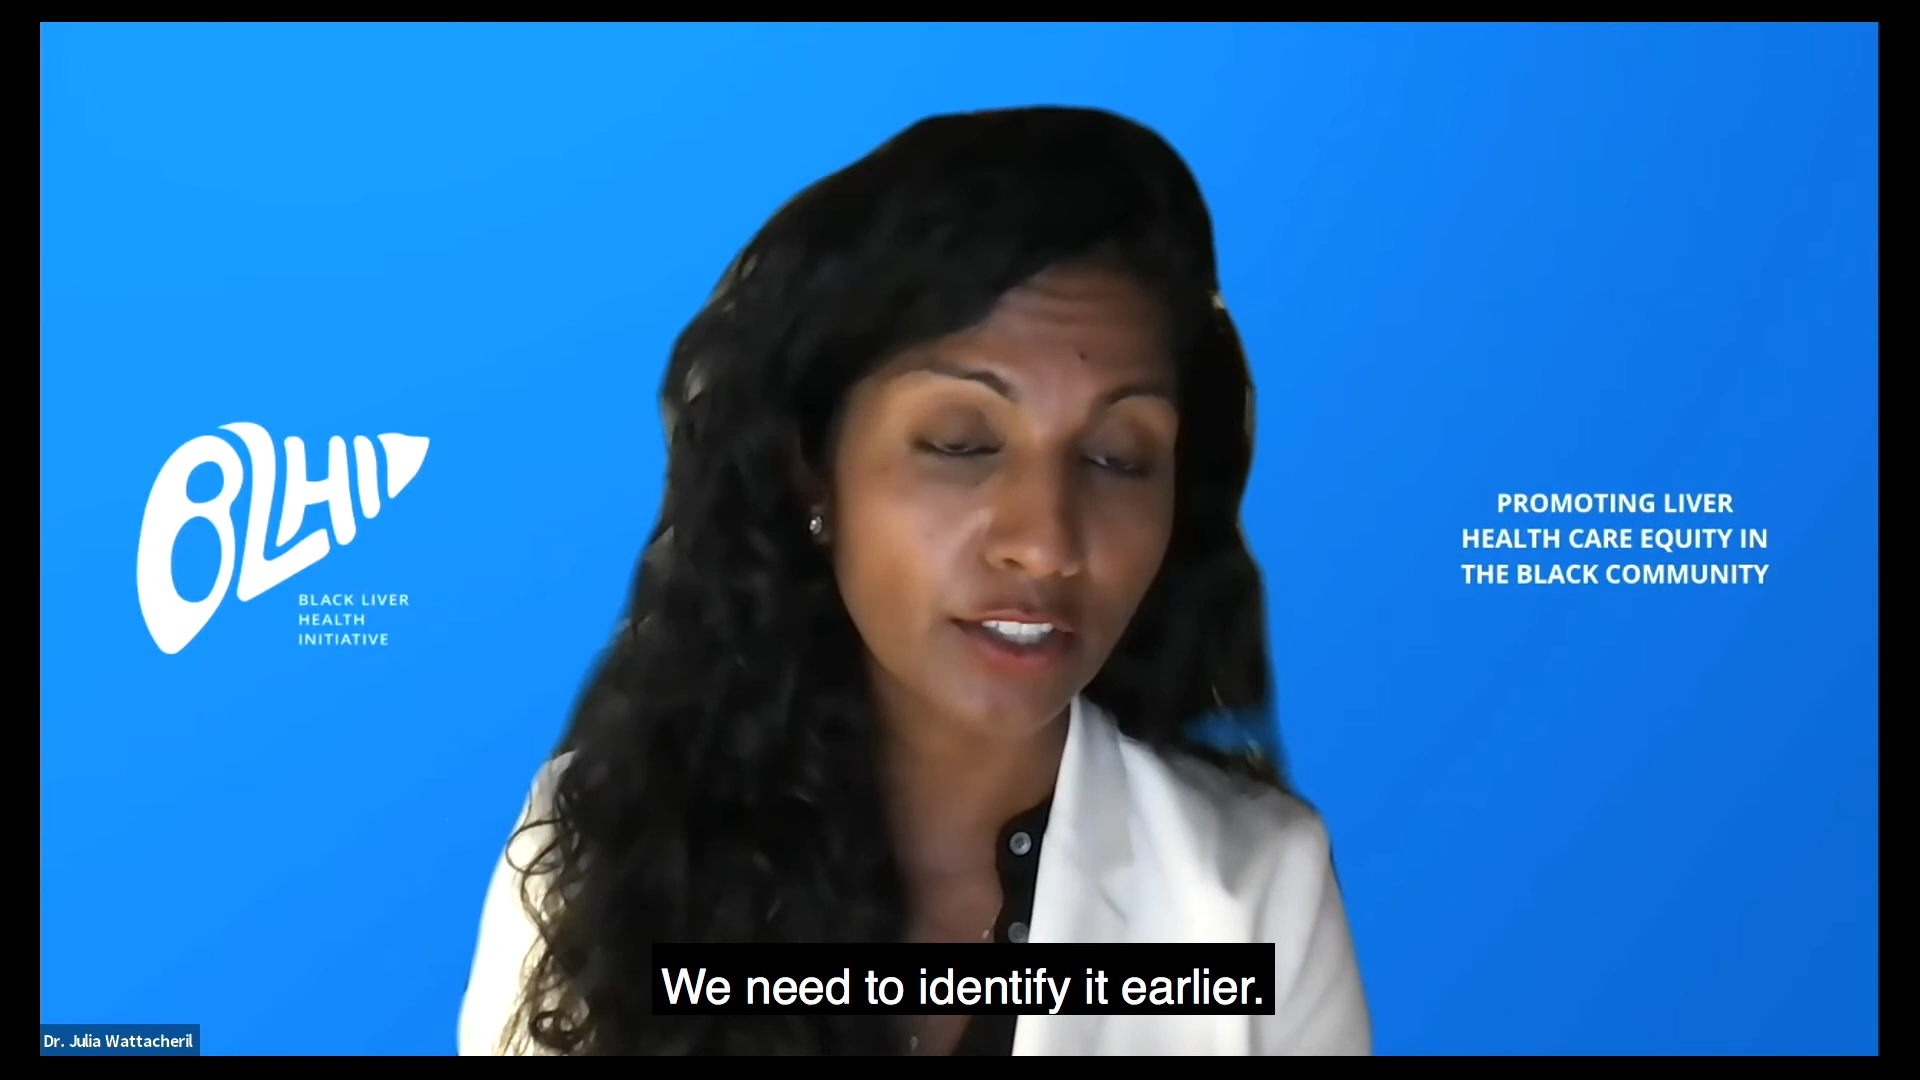 BLHI
BLACK LIVER
HEALTH
INITIATIVE
PROMOTING LIVER
HEALTH CARE EQUITY IN
THE BLACK COMMUNITY
We need to identify it earlier.
Dr. Julia Wattacheril